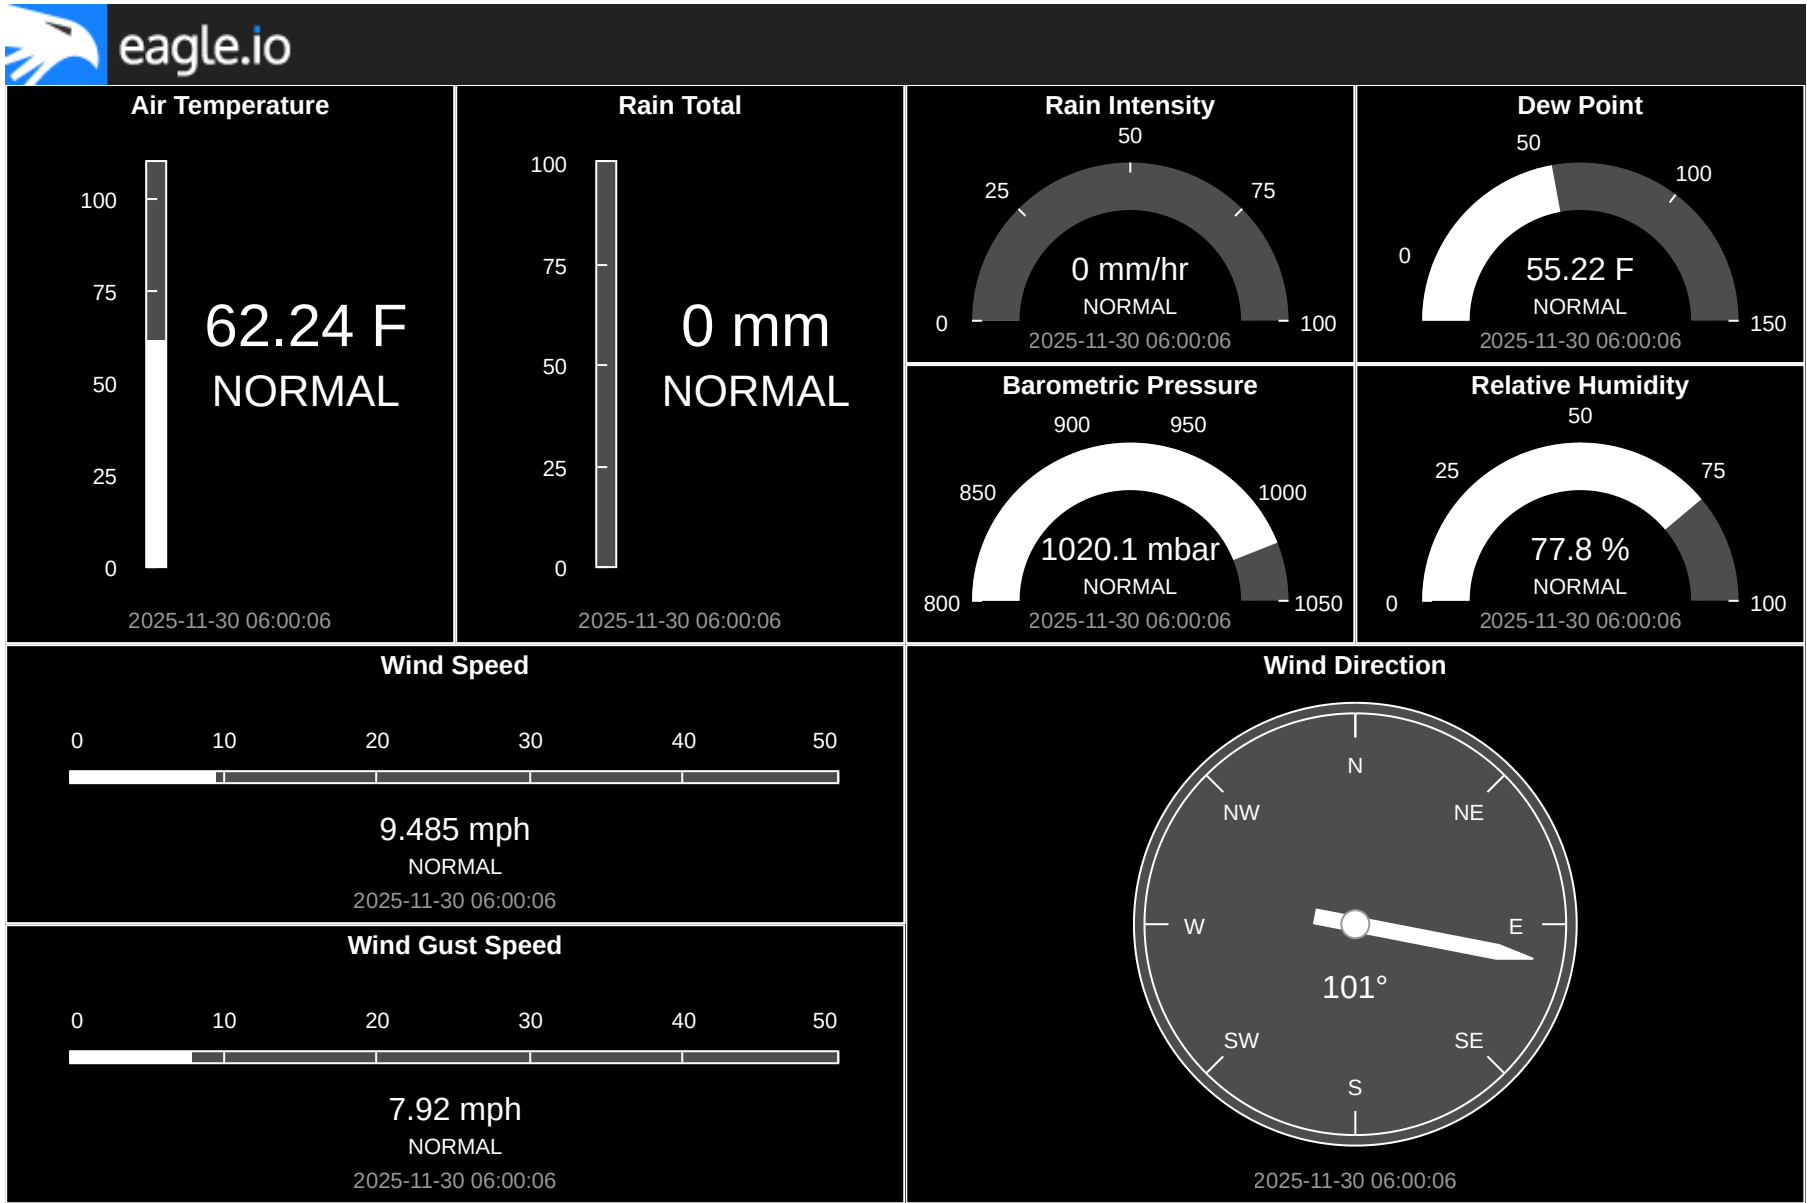 eagle.io
Air Temperature
100
75
50
25
0
62.24 F
NORMAL
2025-11-30 06:00:06
Rain Total
100
75
50
25
0
0 mm
NORMAL
2025-11-30 06:00:06
Rain Intensity
50
25
75
0
100
0 mm/hr
NORMAL
2025-11-30 06:00:06
Dew Point
50
100
0
150
55.22 F
NORMAL
2025-11-30 06:00:06
Barometric Pressure
900
950
850
1000
800
1050
1020.1 mbar
NORMAL
2025-11-30 06:00:06
Relative Humidity
50
25
75
0
100
77.8 %
NORMAL
2025-11-30 06:00:06
Wind Speed
0 10 20 30 40 50
9.485 mph
NORMAL
2025-11-30 06:00:06
Wind Gust Speed
0 10 20 30 40 50
7.92 mph
NORMAL
2025-11-30 06:00:06
Wind Direction
N
NW
NE
W
E
101°
SW
SE
S
2025-11-30 06:00:06